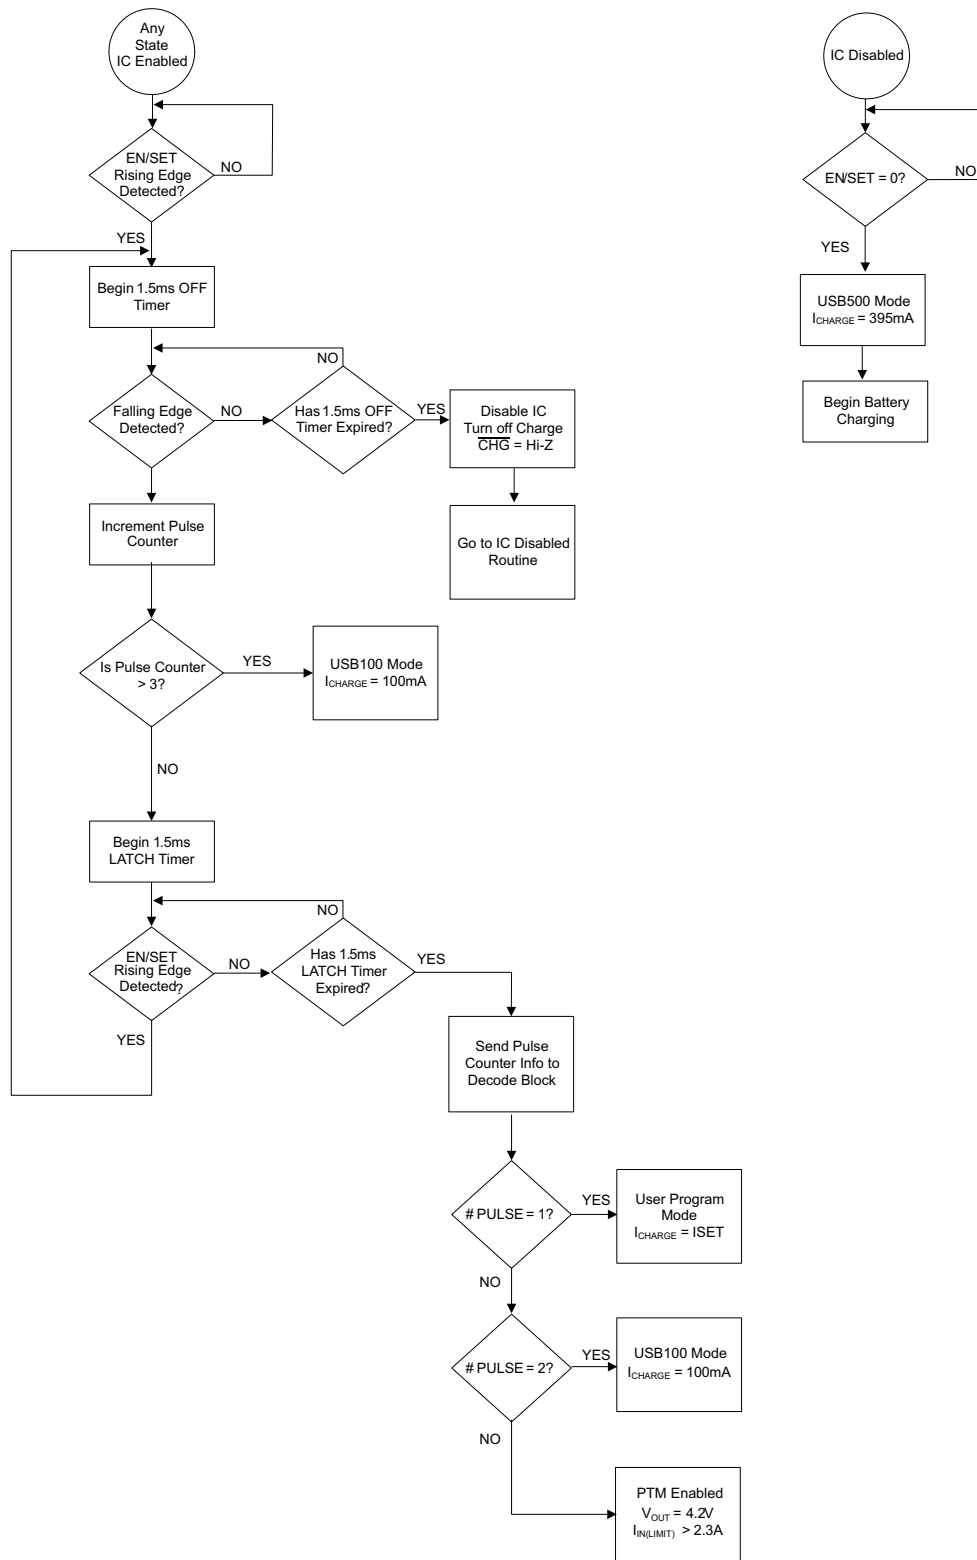 Any
State
IC Enabled
EN/SET
Rising Edge
Detected?
NO
YES
Begin 1.5ms OFF
Timer
NO
Falling Edge
Detected?
NO
Has 1.5ms OFF
Timer Expired?
YES
Disable IC
Turn off Charge
CHG = Hi-Z
Increment Pulse
Counter
Go to IC Disabled
Routine
Is Pulse Counter
> 3?
YES
USB100 Mode
ICHARGE = 100mA
NO
Begin 1.5ms
LATCH Timer
NO
EN/SET
Rising Edge
Detected?
NO
Has 1.5ms
LATCH Timer
Expired?
YES
YES
Send Pulse
Counter Info to
Decode Block
# PULSE = 1?
YES
User Program
Mode
ICHARGE = ISET
NO
# PULSE = 2?
YES
USB100 Mode
ICHARGE = 100mA
NO
PTM Enabled
VOUT = 4.2V
IIN(LIMIT) > 2.3A
IC Disabled
EN/SET = 0?
NO
YES
USB500 Mode
ICHARGE = 395mA
Begin Battery
Charging